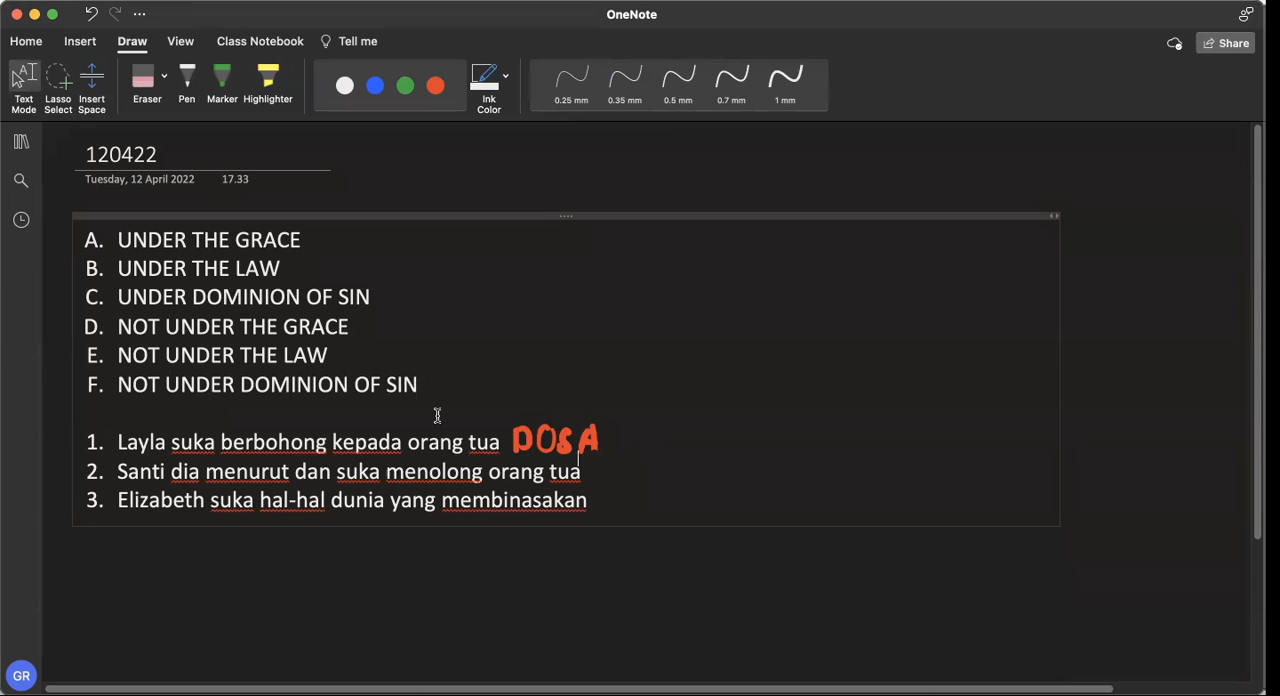 OneNote
Home Insert Draw View Class Notebook Tell me
Share
Text Mode
Lasso Select
Insert Space
Eraser
Pen
Marker
Highlighter
Ink Color
0.25 mm
0.35 mm
0.5 mm
0.7 mm
1 mm
120422
Tuesday, 12 April 2022 17.33
A. UNDER THE GRACE
B. UNDER THE LAW
C. UNDER DOMINION OF SIN
D. NOT UNDER THE GRACE
E. NOT UNDER THE LAW
F. NOT UNDER DOMINION OF SIN
1. Layla suka berbohong kepada orang tua DOSA
2. Santi dia menurut dan suka menolong orang tua
3. Elizabeth suka hal-hal dunia yang membinasakan
GR